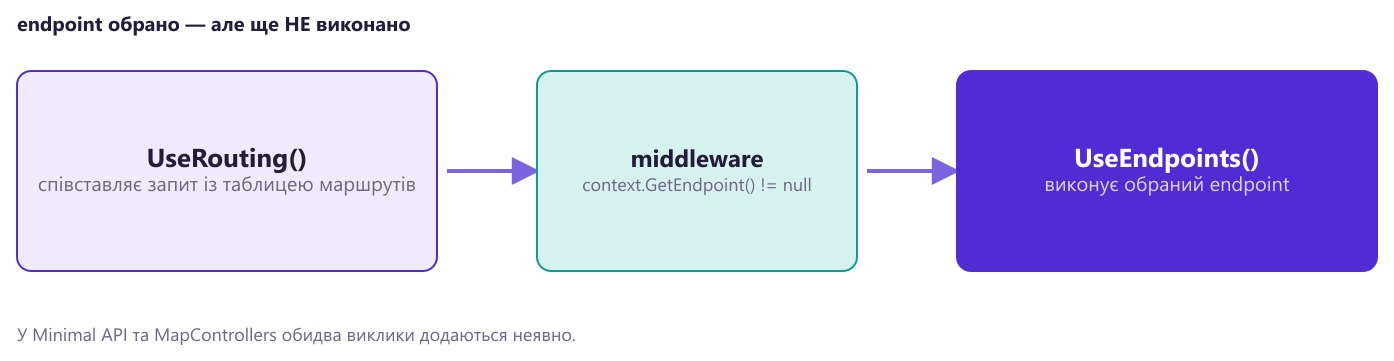 endpoint обрано — але ще НЕ виконано
UseRouting()
співставляє запит із таблицею маршрутів
middleware
context.GetEndpoint() != null
UseEndpoints()
виконує обраний endpoint
У Minimal API та MapControllers обидва виклики додаються неявно.